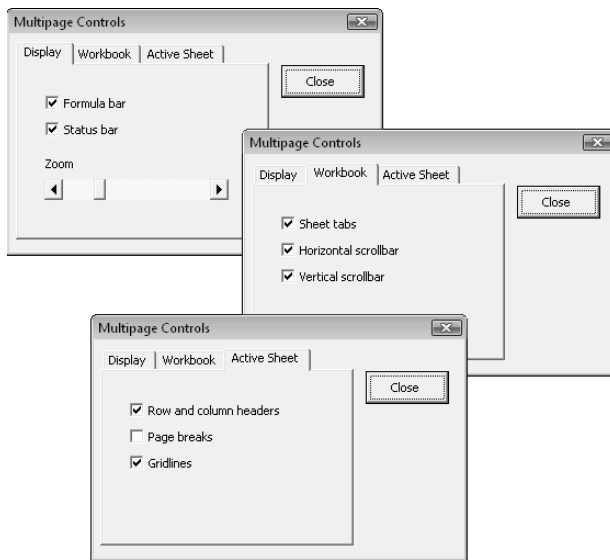 Multipage Controls
Display Workbook Active Sheet
Close
Formula bar
Status bar
Zoom
Multipage Controls
Display Workbook Active Sheet
Close
Sheet tabs
Horizontal scrollbar
Vertical scrollbar
Multipage Controls
Display Workbook Active Sheet
Close
Row and column headers
Page breaks
Gridlines